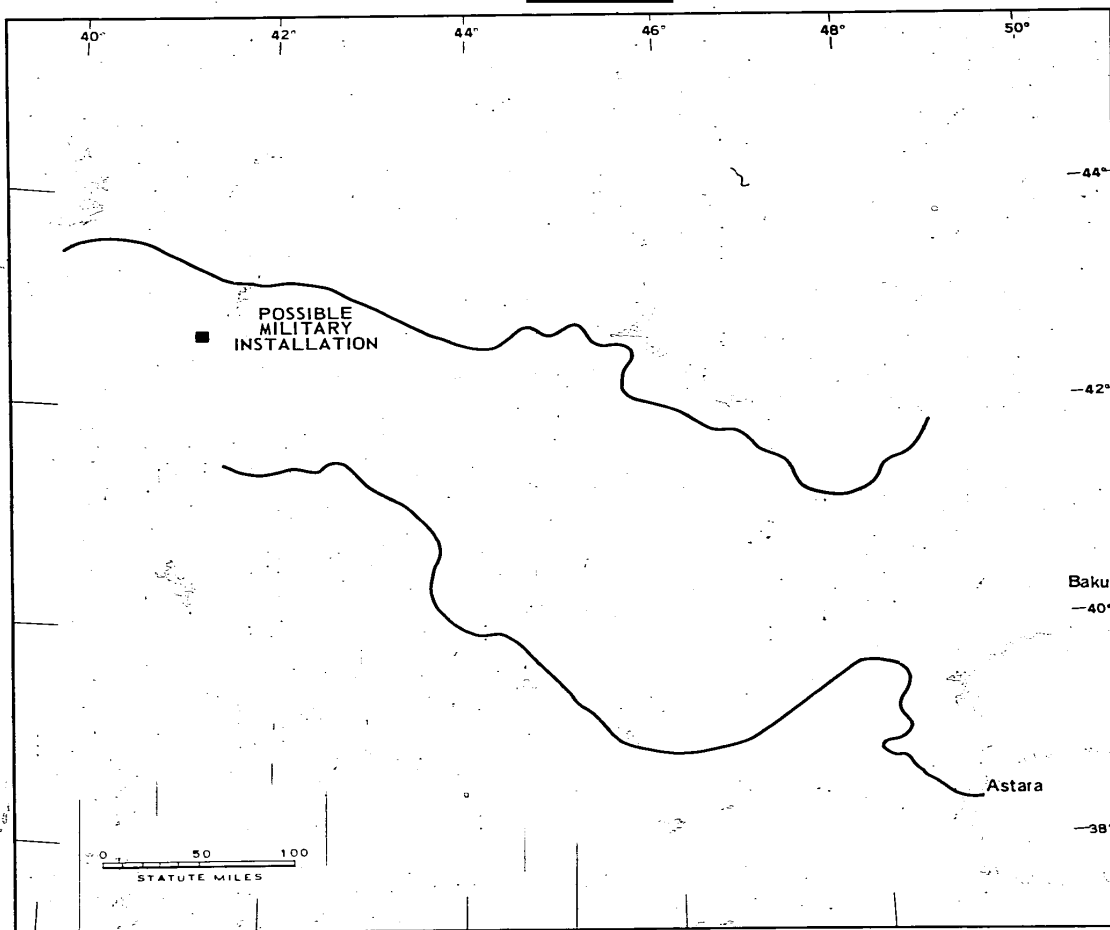 40°
42°
44°
46°
48°
50°
—44°
POSSIBLE
MILITARY
INSTALLATION
—42°
Baku
—40°
Astara
—38°
0 50 100
STATUTE MILES